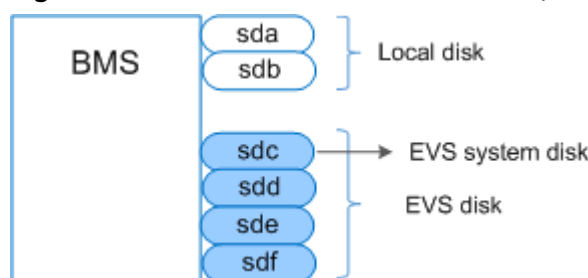 BMS
sda
sdb
Local disk
sdc
EVS system disk
sdd
EVS disk
sde
sdf